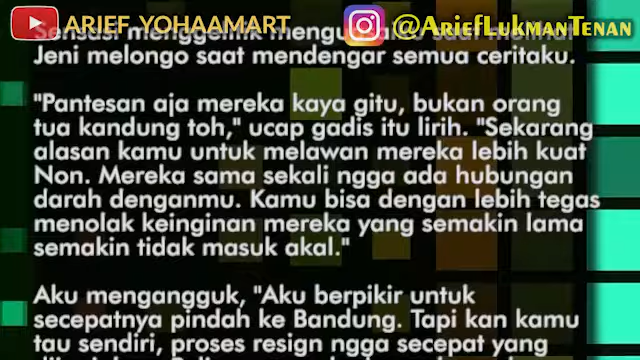 ARIEF YOHAAMART
@AriefLukmanTenan
Sensasi menggelitik
Jeni melongo saat mendengar semua ceritaku.
"Pantesan aja mereka kaya gitu, bukan orang
tua kandung toh," ucap gadis itu lirih. "Sekarang
alasan kamu untuk melawan mereka lebih kuat
Non. Mereka sama sekali ngga ada hubungan
darah denganmu. Kamu bisa dengan lebih tegas
menolak keinginan mereka yang semakin lama
semakin tidak masuk akal."
Aku mengangguk, "Aku berpikir untuk
secepatnya pindah ke Bandung. Tapi kan kamu
tau sendiri, proses resign ngga secepat yang